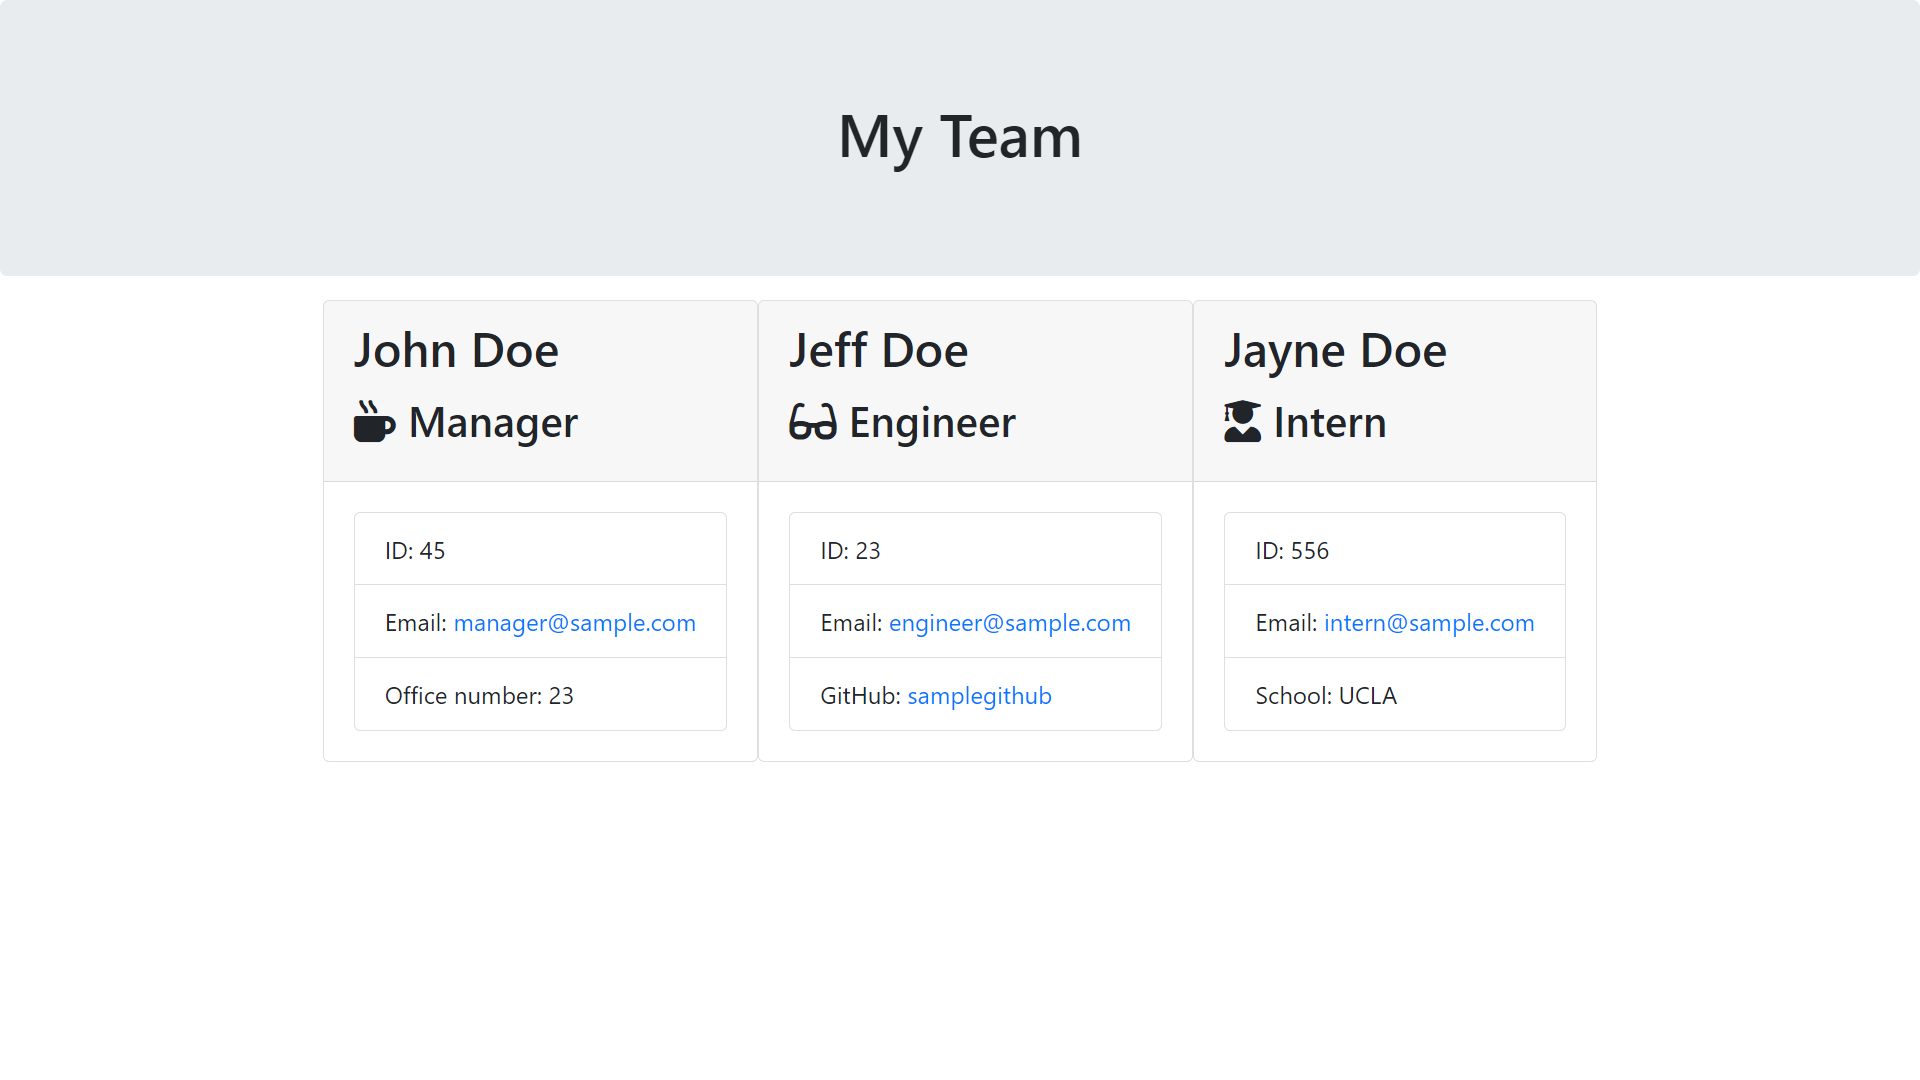 My Team
John Doe
Manager
ID: 45
Email: manager@sample.com
Office number: 23
Jeff Doe
Engineer
ID: 23
Email: engineer@sample.com
GitHub: samplegithub
Jayne Doe
Intern
ID: 556
Email: intern@sample.com
School: UCLA